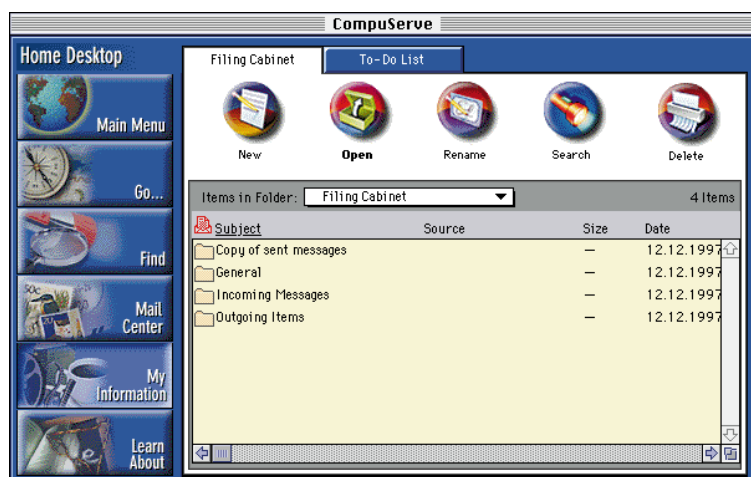 CompuServe
Home Desktop
Main Menu
Go...
Find
Mail
Center
My
Information
Learn
About
Filing Cabinet
To-Do List
New
Open
Rename
Search
Delete
Items in Folder: Filing Cabinet 4 Items
Subject Source Size Date
Copy of sent messages — 12.12.1997
General — 12.12.1997
Incoming Messages — 12.12.1997
Outgoing Items — 12.12.1997